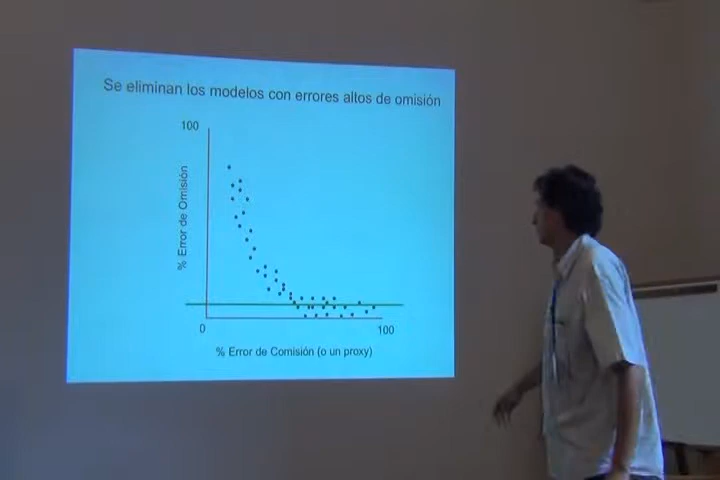 Se eliminan los modelos con errores altos de omisión
100
% Error de Omisión
0
100
% Error de Comisión (o un proxy)